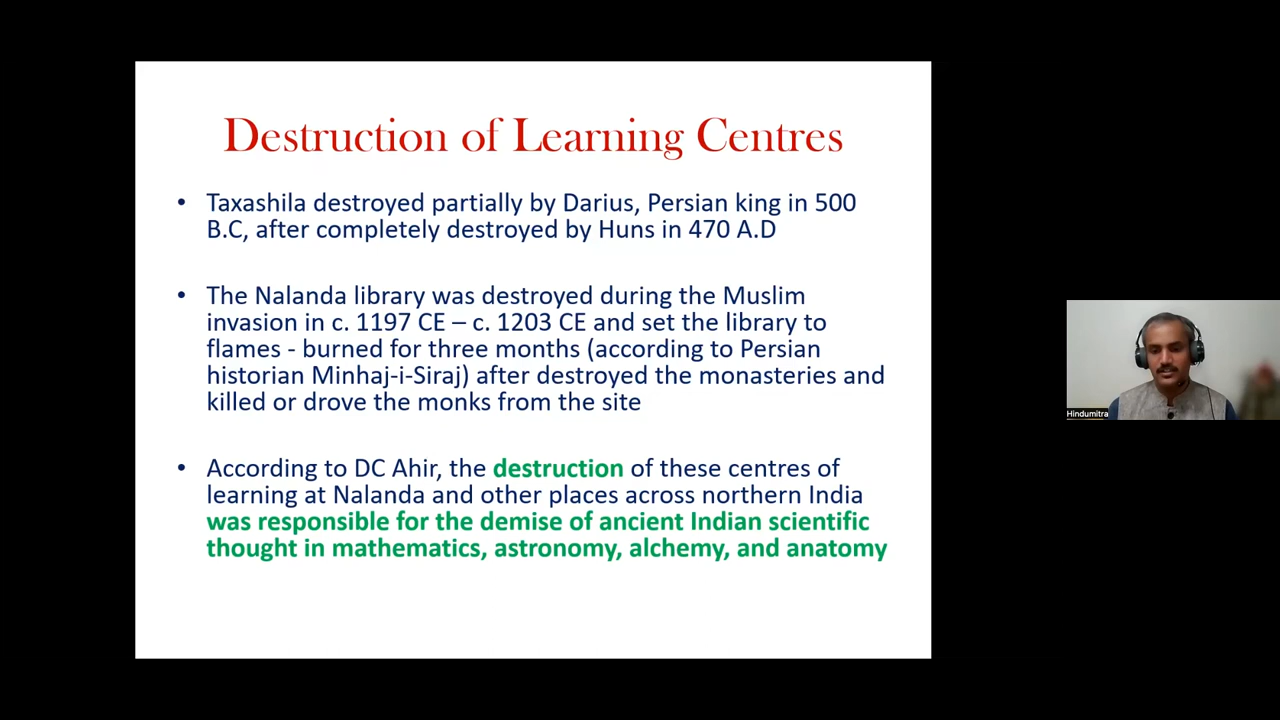 Destruction of Learning Centres
• Taxashila destroyed partially by Darius, Persian king in 500
B.C, after completely destroyed by Huns in 470 A.D
• The Nalanda library was destroyed during the Muslim
invasion in c. 1197 CE – c. 1203 CE and set the library to
flames - burned for three months (according to Persian
historian Minhaj-i-Siraj) after destroyed the monasteries and
killed or drove the monks from the site
• According to DC Ahir, the destruction of these centres of
learning at Nalanda and other places across northern India
was responsible for the demise of ancient Indian scientific
thought in mathematics, astronomy, alchemy, and anatomy
Hindumitra